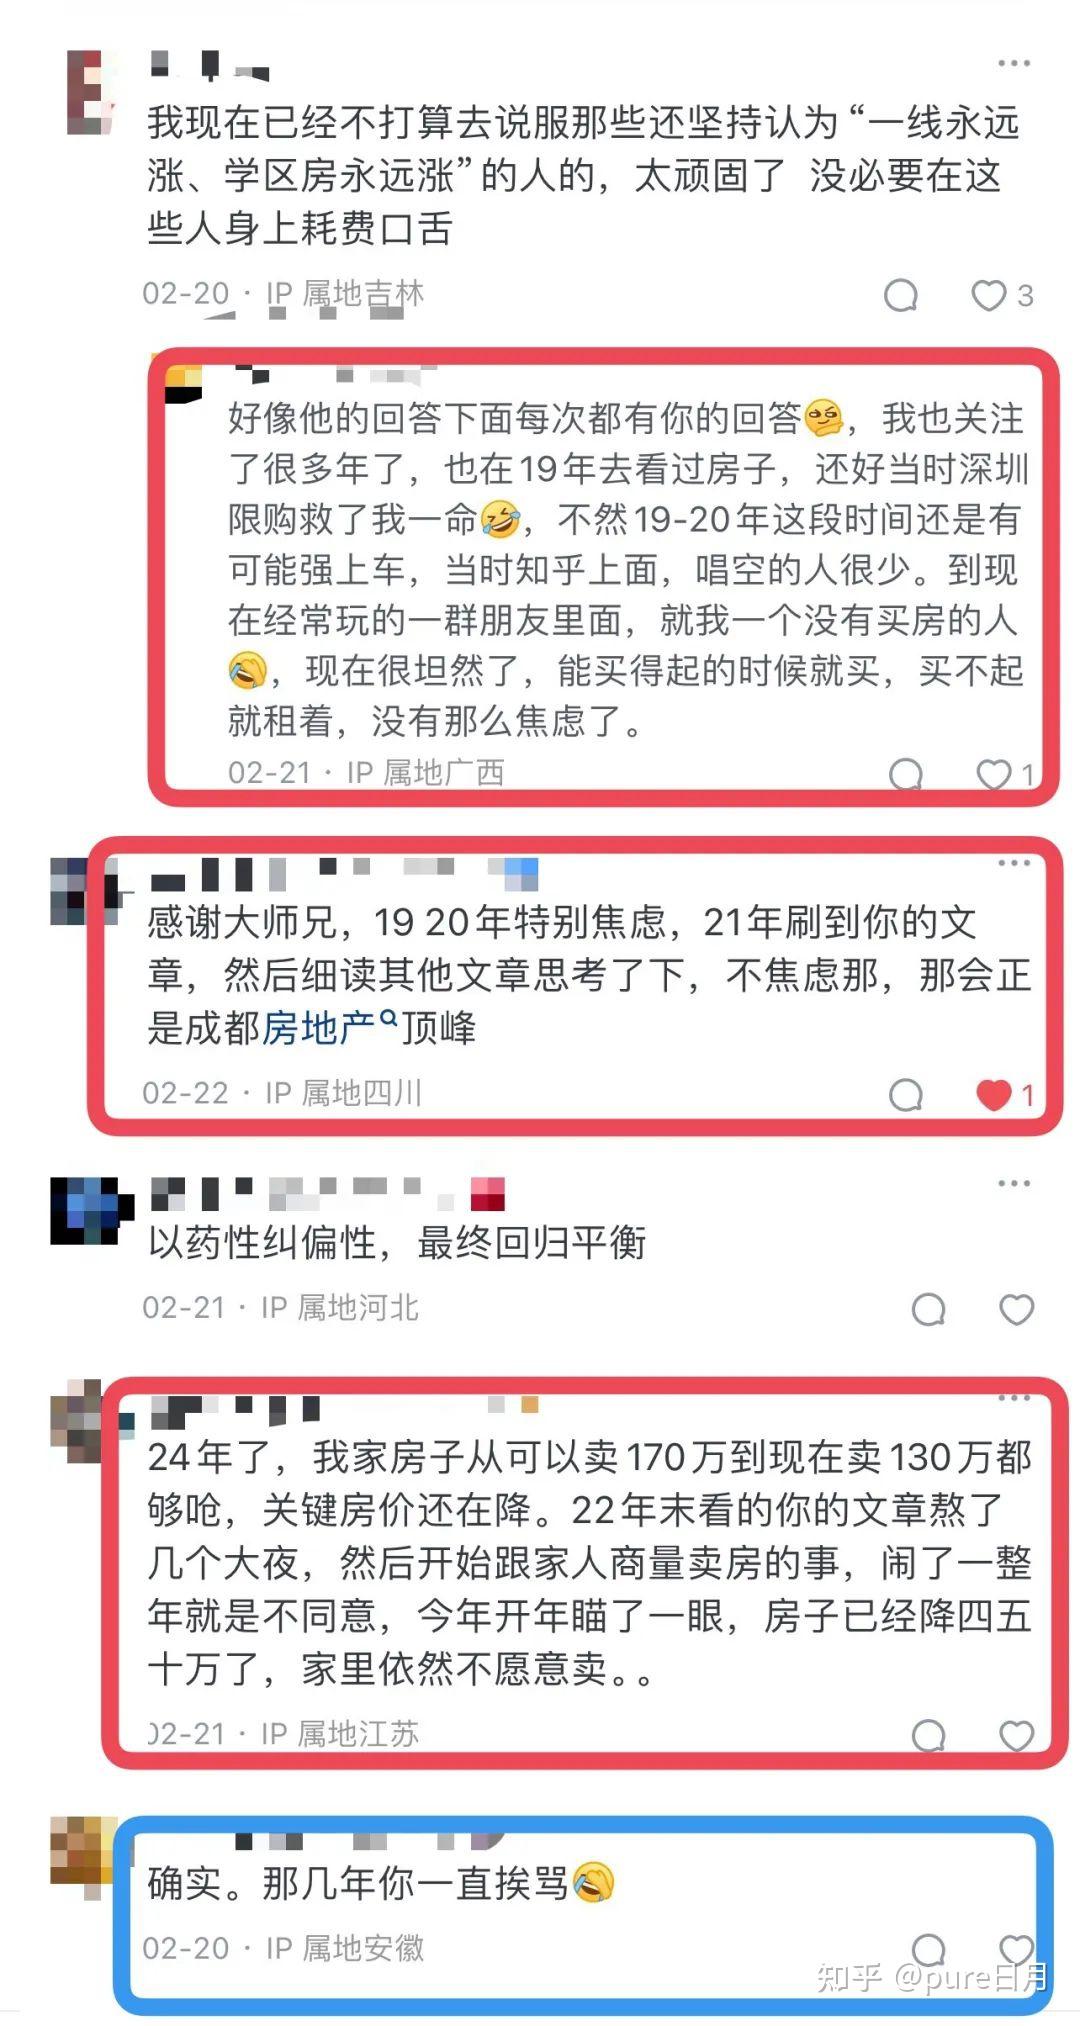 我现在已经不打算去说服那些还坚持认为“一线永远
涨、学区房永远涨”的人的，太顽固了 没必要在这
些人身上耗费口舌
02-20 · IP 属地吉林
3
好像他的回答下面每次都有你的回答，我也关注
了很多年了，也在19年去看过房子，还好当时深圳
限购救了我一命🤣，不然19-20年这段时间还是有
可能强上车，当时知乎上面，唱空的人很少。到现
在经常玩的一群朋友里面，就我一个没有买房的人
🤣，现在很坦然了，能买得起的时候就买，买不起
就租着，没有那么焦虑了。
02-21 · IP 属地广西
1
感谢大师兄，19 20年特别焦虑，21年刷到你的文
章，然后细读其他文章思考了下，不焦虑那，那会正
是成都房地产顶峰
02-22 · IP 属地四川
1
以药性纠偏性，最终回归平衡
02-21 · IP 属地河北
24年了，我家房子从可以卖170万到现在卖130万都
够呛，关键房价还在降。22年末看的你的文章熬了
几个大夜，然后开始跟家人商量卖房的事，闹了一整
年就是不同意，今年开年瞄了一眼，房子已经降四五
十万了，家里依然不愿意卖。。
02-21 · IP 属地江苏
确实。那几年你一直挨骂🤣
02-20 · IP 属地安徽
知乎 @pure日月